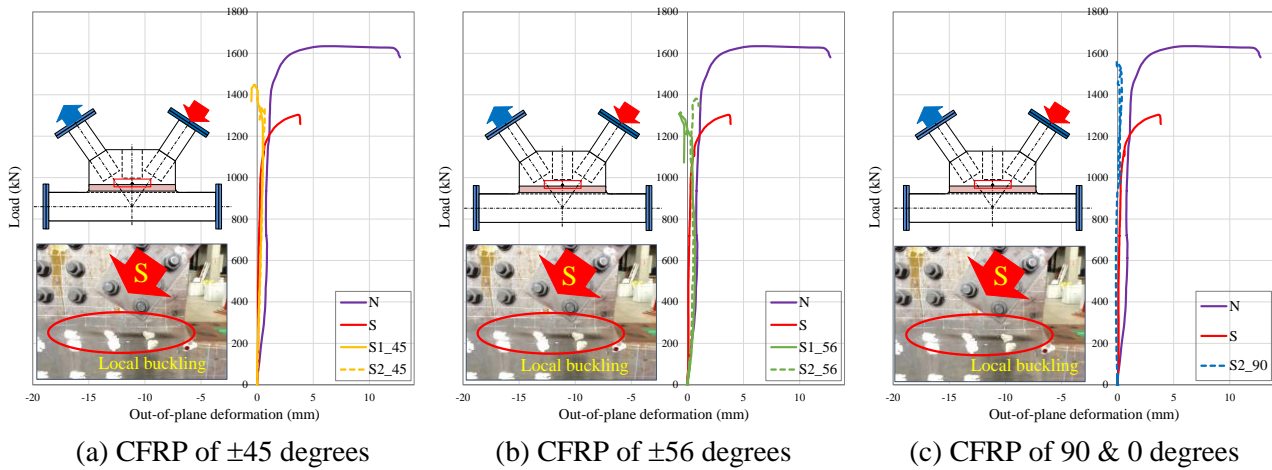 1800
1600
1400
1200
1000
800
600
400
200
0
-20
-15
-10
-5
0
5
10
Load (kN)
Out-of-plane deformation (mm)
S
Local buckling
N
S
S1_45
S2_45
(a) CFRP of ±45 degrees
1800
1600
1400
1200
1000
800
600
400
200
0
-20
-15
-10
-5
0
5
10
Load (kN)
Out-of-plane deformation (mm)
S
Local buckling
N
S
S1_56
S2_56
(b) CFRP of ±56 degrees
1800
1600
1400
1200
1000
800
600
400
200
0
-20
-15
-10
-5
0
5
10
Load (kN)
Out-of-plane deformation (mm)
S
Local buckling
N
S
S2_90
(c) CFRP of 90 & 0 degrees